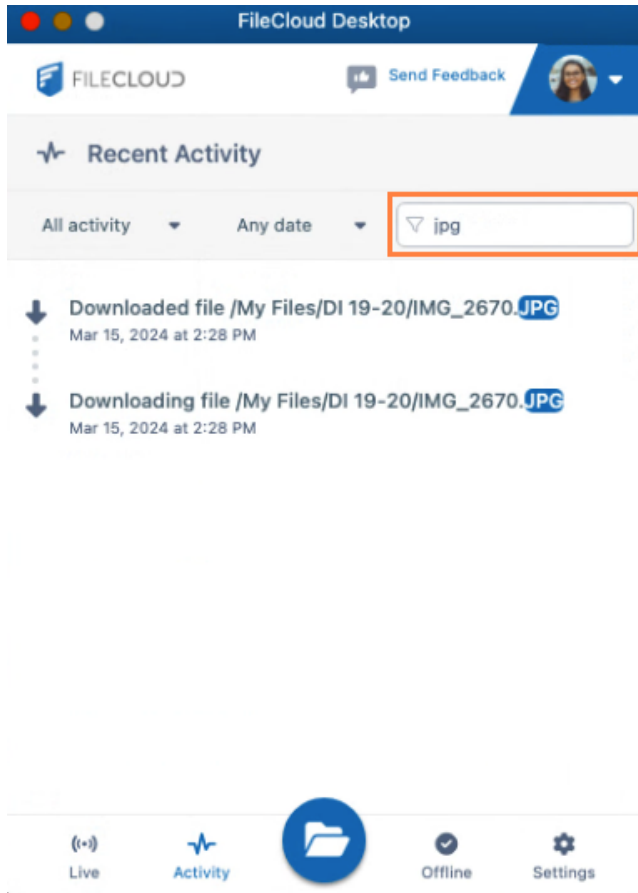 FileCloud Desktop
FILECLOUD
Send Feedback
Recent Activity
All activity
Any date
jpg
Downloaded file /My Files/DI 19-20/IMG_2670.JPG
Mar 15, 2024 at 2:28 PM
Downloading file /My Files/DI 19-20/IMG_2670.JPG
Mar 15, 2024 at 2:28 PM
Live
Activity
Offline
Settings